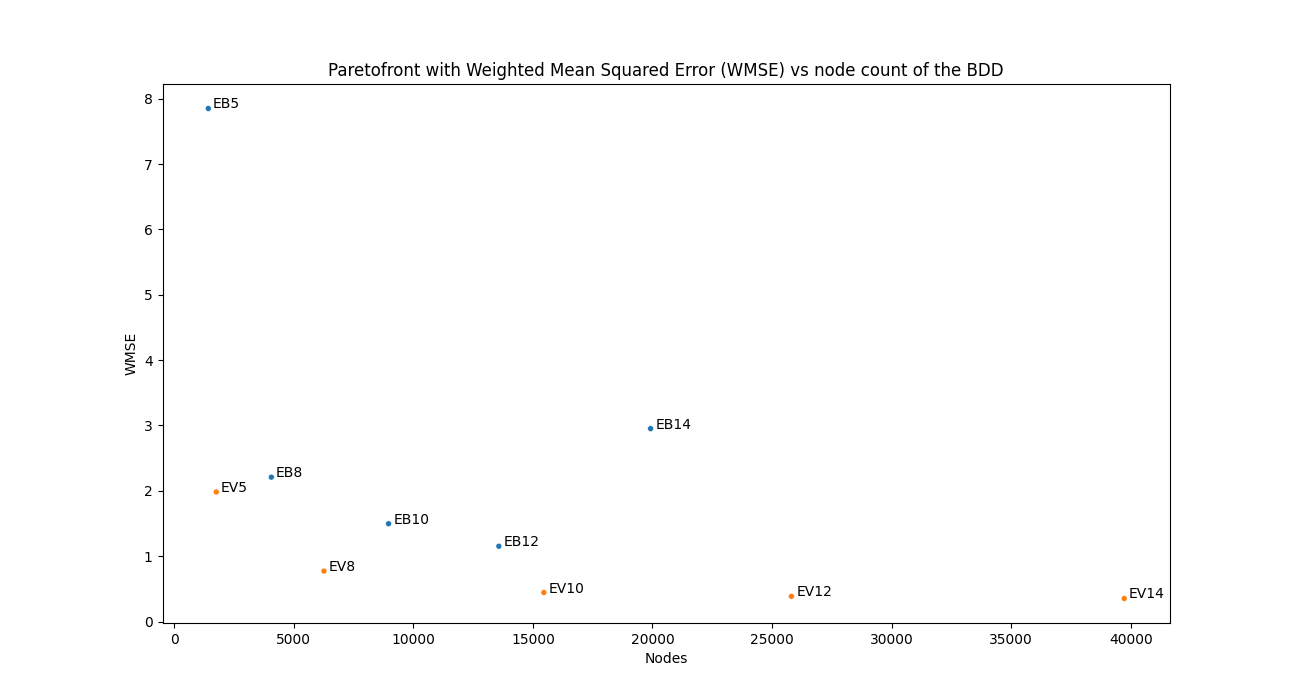 Paretofront with Weighted Mean Squared Error (WMSE) vs node count of the BDD
8
EB5
7
6
5
WMSE
4
3
EB14
EB8
2
EV5
EB10
EB12
1
EV8
EV10
EV12
EV14
0
0
5000
10000
15000
20000
25000
30000
35000
40000
Nodes